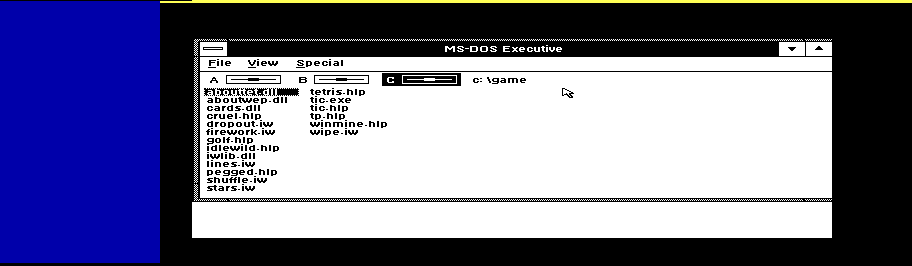 MS-DOS Executive
File View Special
A B C c: \game
abouttet.dll tetris.hlp
aboutwep.dll tic.exe
cards.dll tic.hlp
cruel.hlp tp.hlp
dropout.iw winmine.hlp
firework.iw wipe.iw
golf.hlp
idlewild.hlp
iwlib.dll
lines.iw
pegged.hlp
shuffle.iw
stars.iw